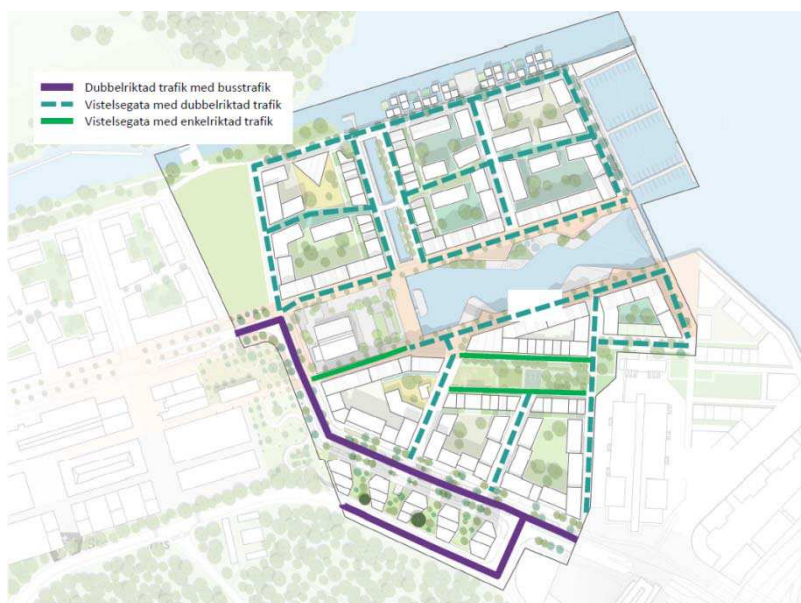 Dubbelriktad trafik med busstrafik
Vistelsegata med dubbelriktad trafik
Vistelsegata med enkelriktad trafik